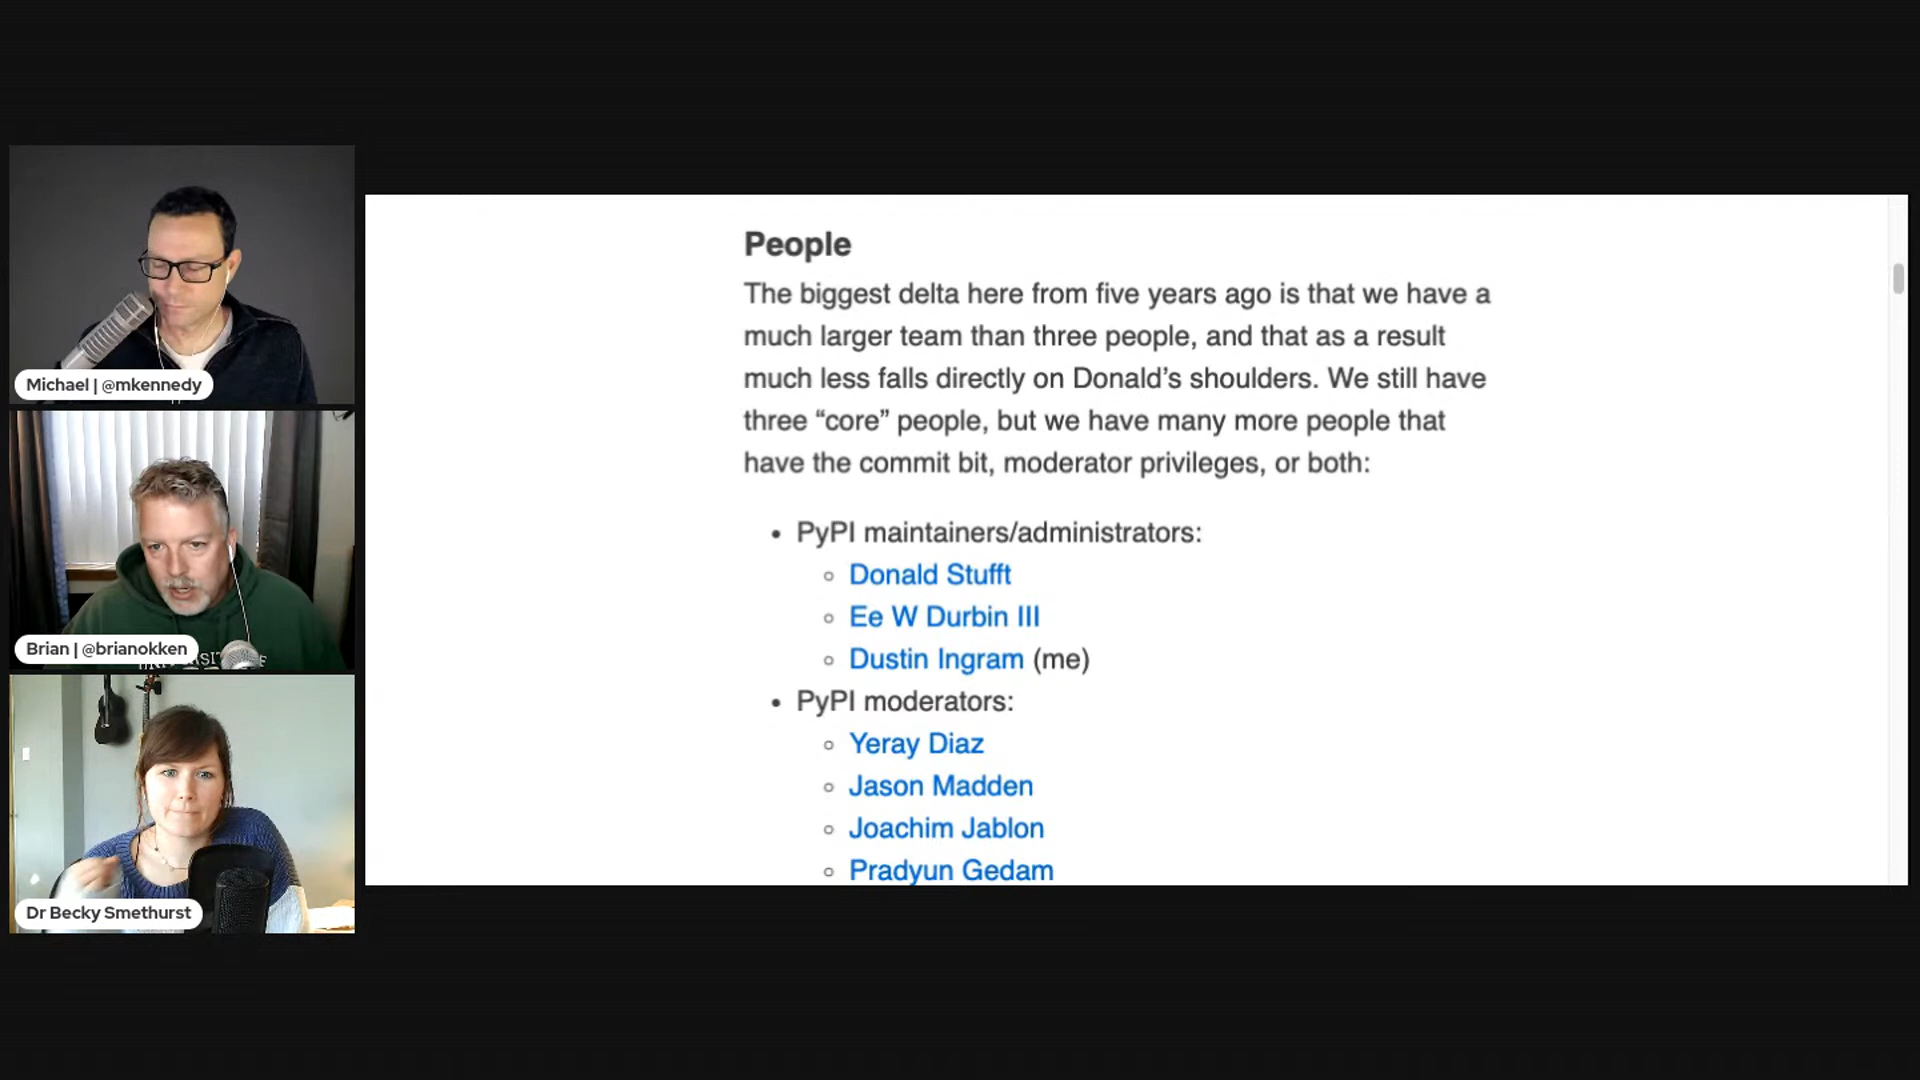 Michael | @mkennedy
Brian | @brianokken
Dr Becky Smethurst
People
The biggest delta here from five years ago is that we have a
much larger team than three people, and that as a result
much less falls directly on Donald’s shoulders. We still have
three “core” people, but we have many more people that
have the commit bit, moderator privileges, or both:
• PyPI maintainers/administrators:
◦ Donald Stufft
◦ Ee W Durbin III
◦ Dustin Ingram (me)
• PyPI moderators:
◦ Yeray Diaz
◦ Jason Madden
◦ Joachim Jablon
◦ Pradyun Gedam